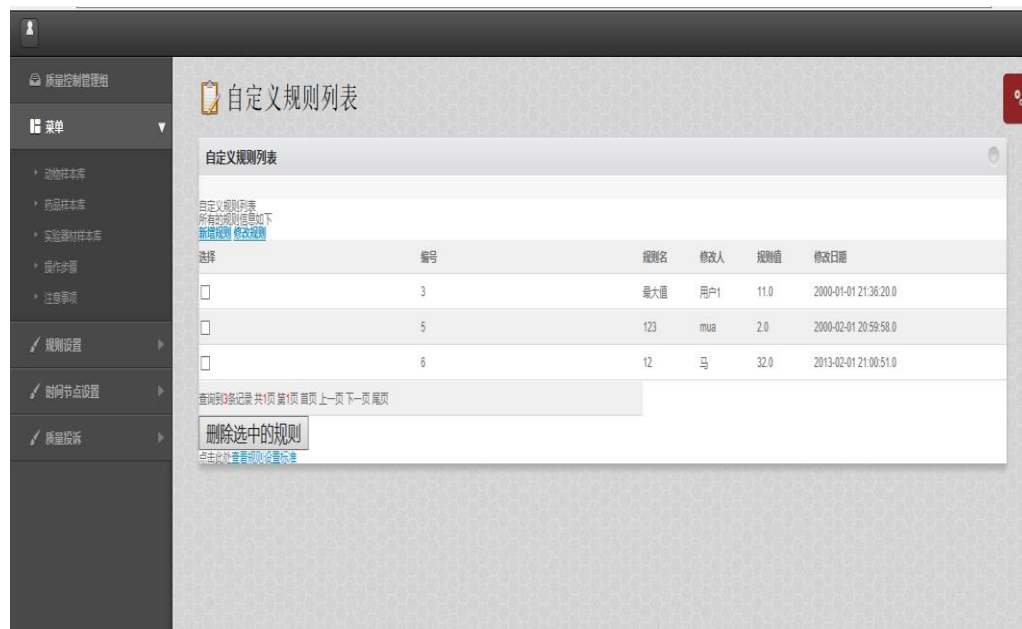 质量控制管理组
菜单
动物样本库
药品样本库
实验器材样本库
操作步骤
注意事项
规则设置
时间节点设置
质量投诉
自定义规则列表
自定义规则列表
自定义规则列表
所有的规则信息如下
新增规则 修改规则
选择 编号 规则名 修改人 规则值 修改日期
3 最大值 用户1 11.0 2000-01-01 21:36:20.0
5 123 mua 2.0 2000-02-01 20:59:58.0
6 12 马 32.0 2013-02-01 21:00:51.0
查询到3条记录 共1页 第1页 首页 上一页 下一页 尾页
删除选中的规则
点击此处查看规则设置标准